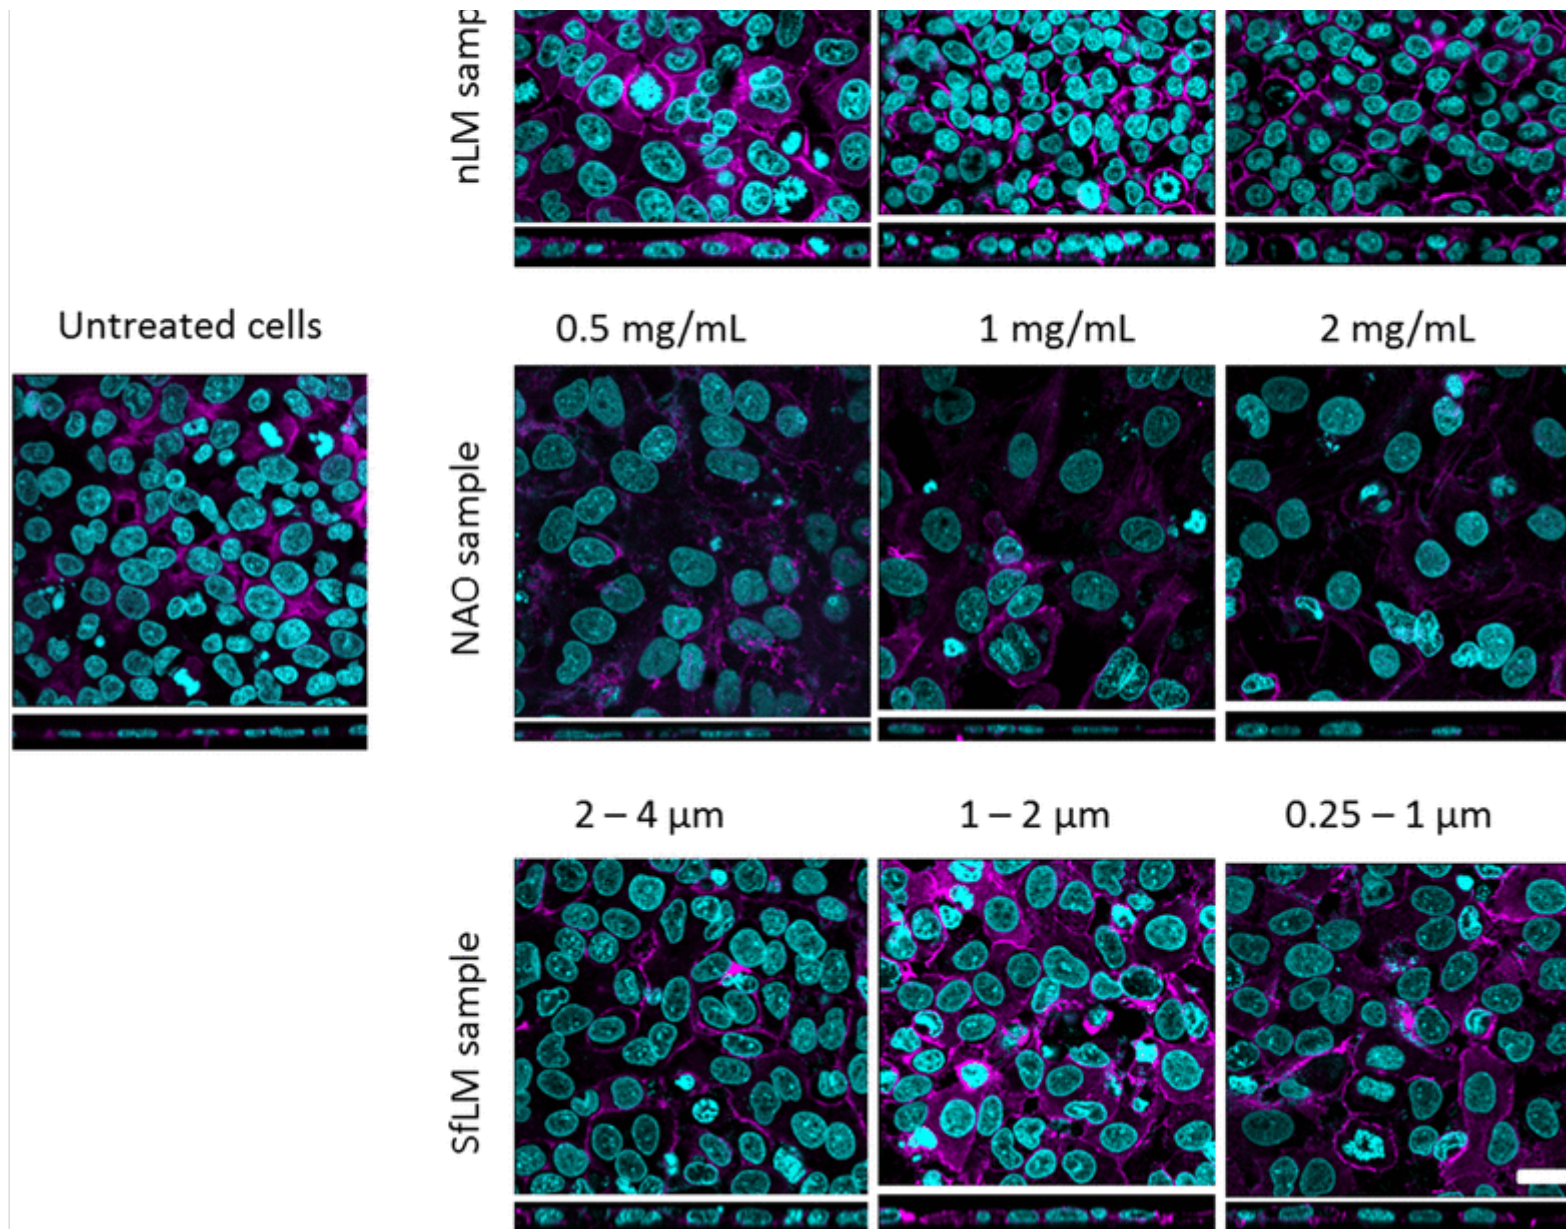 nLM samp
Untreated cells
0.5 mg/mL
1 mg/mL
2 mg/mL
NAO sample
2 – 4 µm
1 – 2 µm
0.25 – 1 µm
SfLM sample